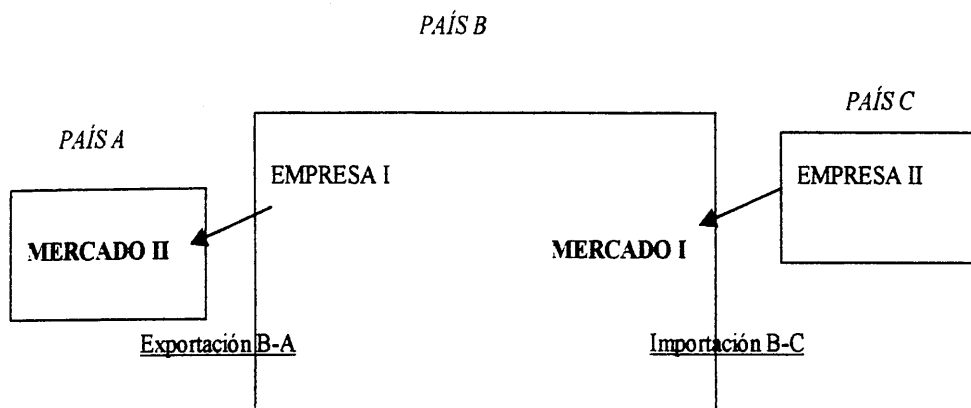 PAÍS B
PAÍS C
PAÍS A
EMPRESA I
EMPRESA II
MERCADO II
MERCADO I
Exportación B-A
Importación B-C